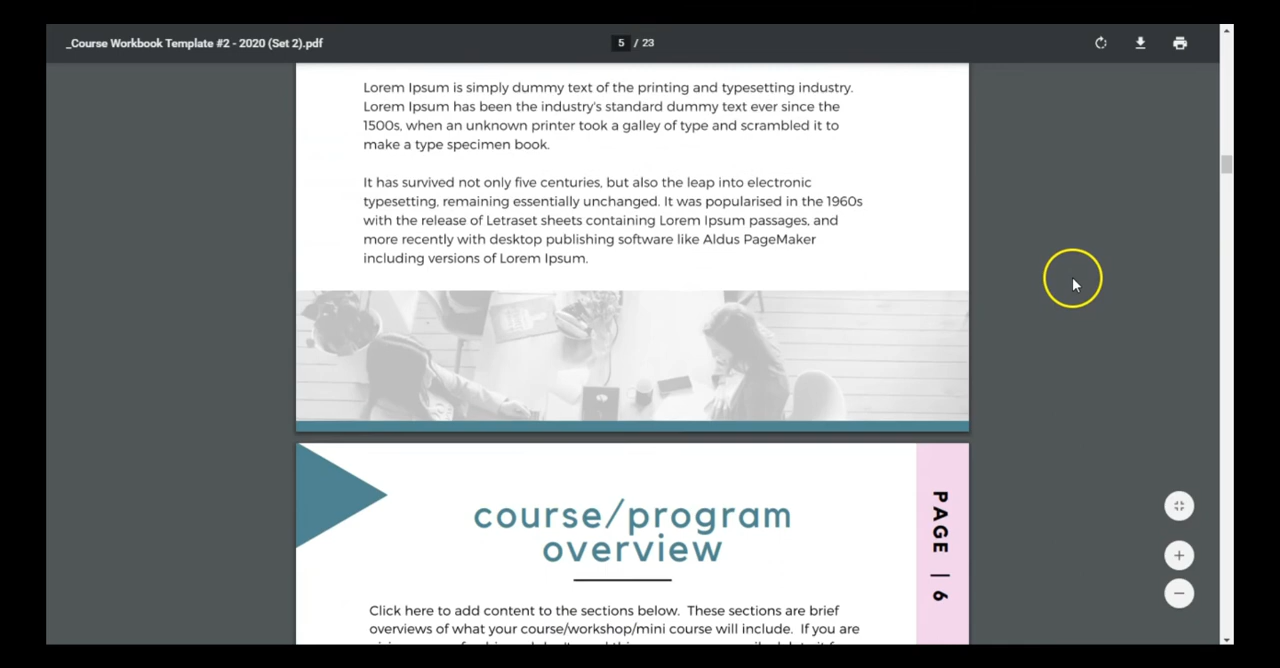 _Course Workbook Template #2 - 2020 (Set 2).pdf
5 / 23
Lorem Ipsum is simply dummy text of the printing and typesetting industry.
Lorem Ipsum has been the industry's standard dummy text ever since the
1500s, when an unknown printer took a galley of type and scrambled it to
make a type specimen book.
It has survived not only five centuries, but also the leap into electronic
typesetting, remaining essentially unchanged. It was popularised in the 1960s
with the release of Letraset sheets containing Lorem Ipsum passages, and
more recently with desktop publishing software like Aldus PageMaker
including versions of Lorem Ipsum.
course/program
overview
PAGE | 6
Click here to add content to the sections below. These sections are brief
overviews of what your course/workshop/mini course will include. If you are